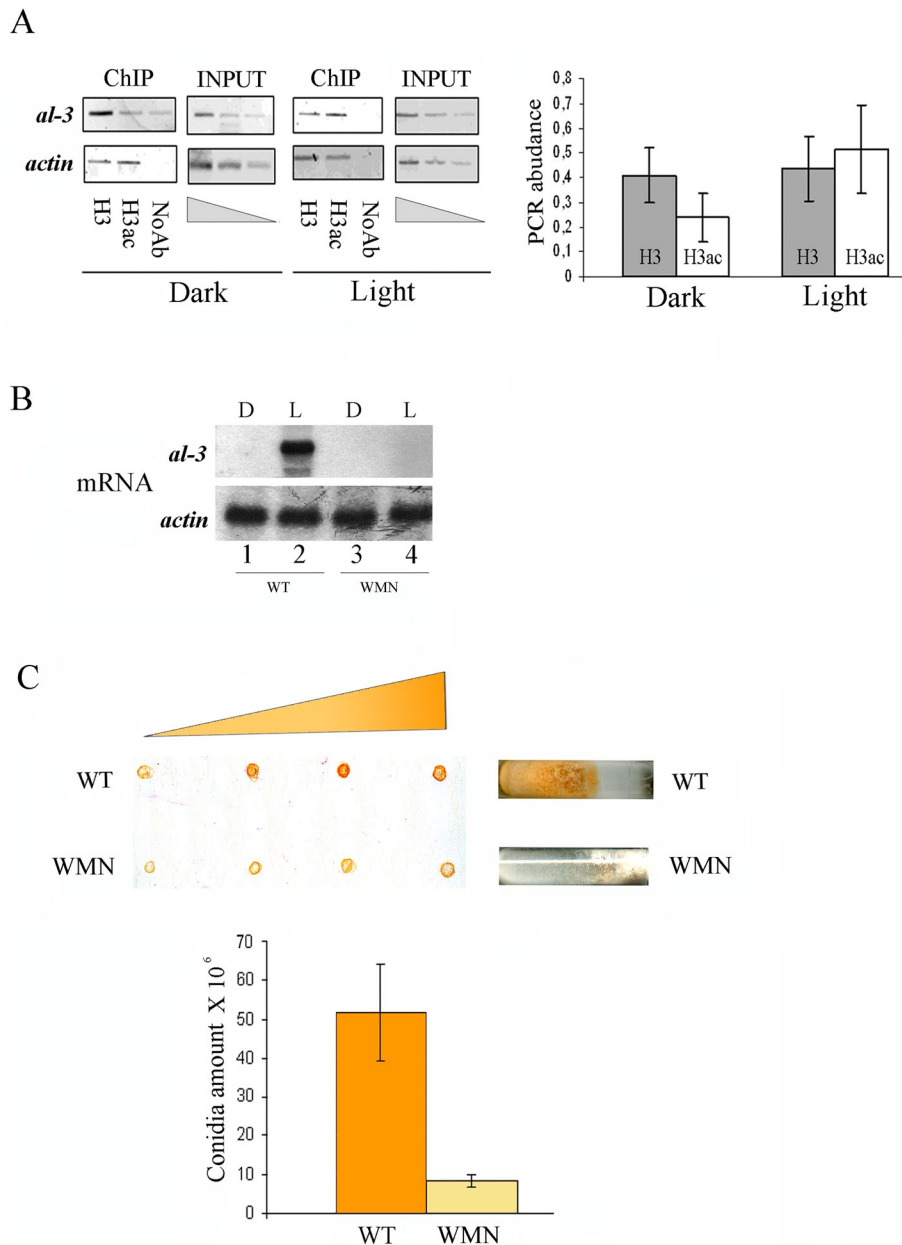 A
ChIP INPUT ChIP INPUT
al-3
actin
H3 H3ac NoAb H3 H3ac NoAb
Dark Light
PCR abudance
0,8
0,7
0,6
0,5
0,4
0,3
0,2
0,1
0
H3 H3ac H3 H3ac
Dark Light
B
D L D L
al-3
mRNA
actin
1 2 3 4
WT WMN
C
WT WT
WMN WMN
Conidia amount X 10⁶
70
60
50
40
30
20
10
0
WT WMN